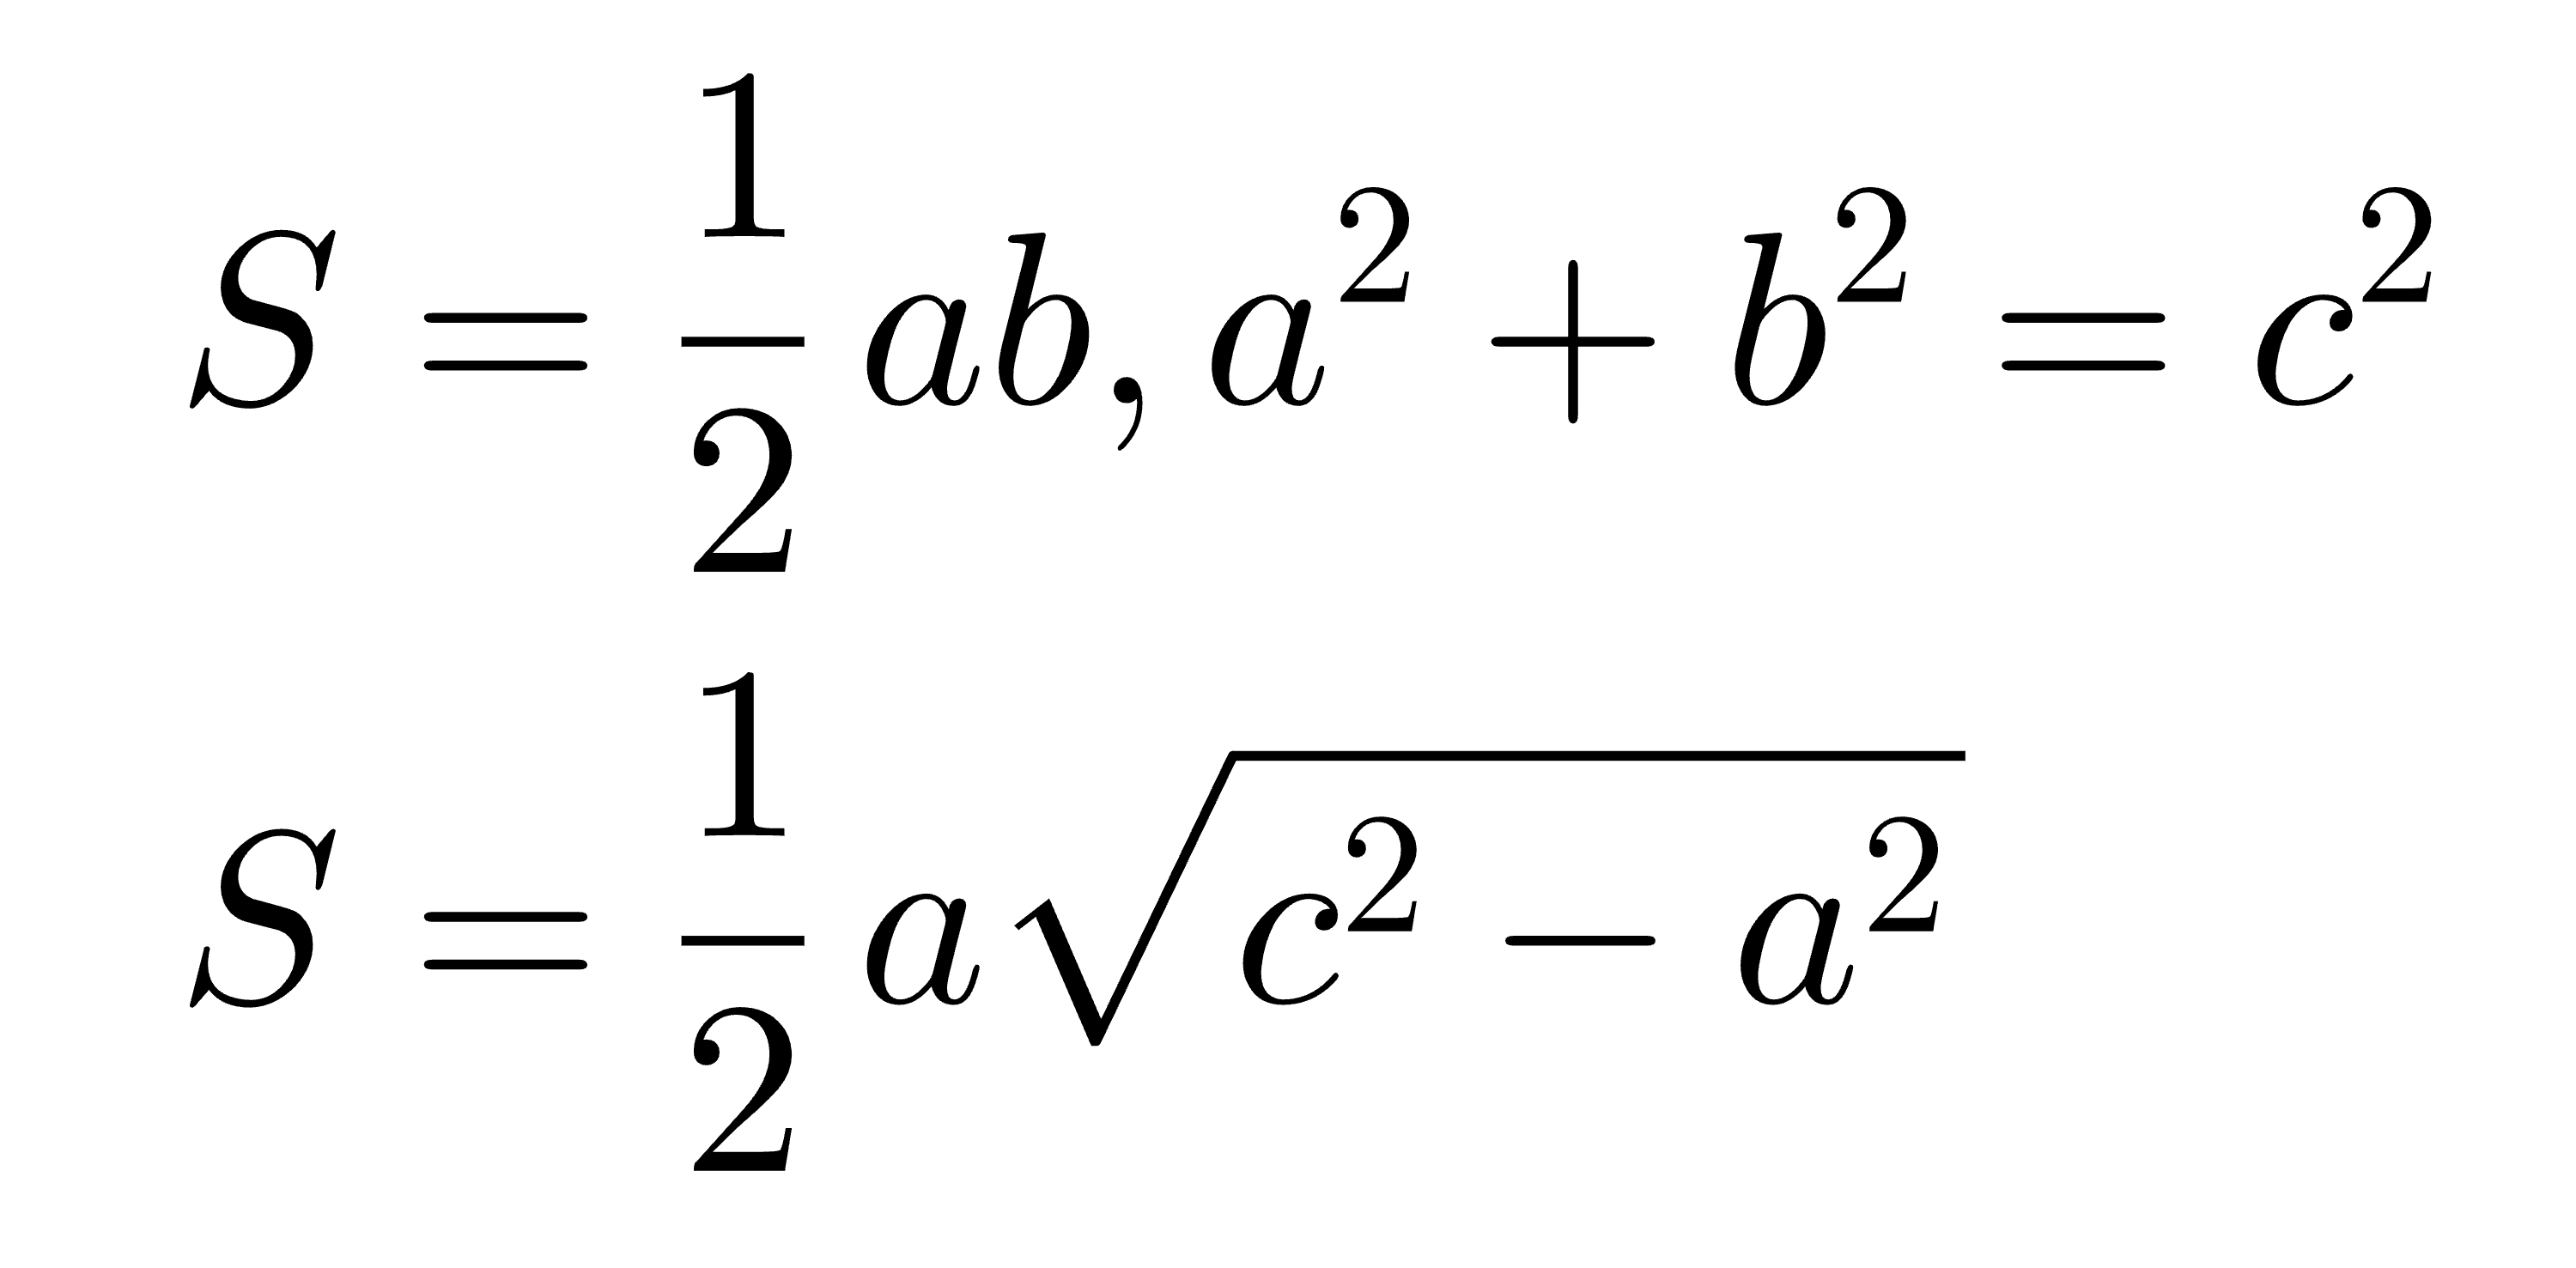 S = \frac{1}{2}ab, a^2 + b^2 = c^2
S = \frac{1}{2}a\sqrt{c^2 - a^2}